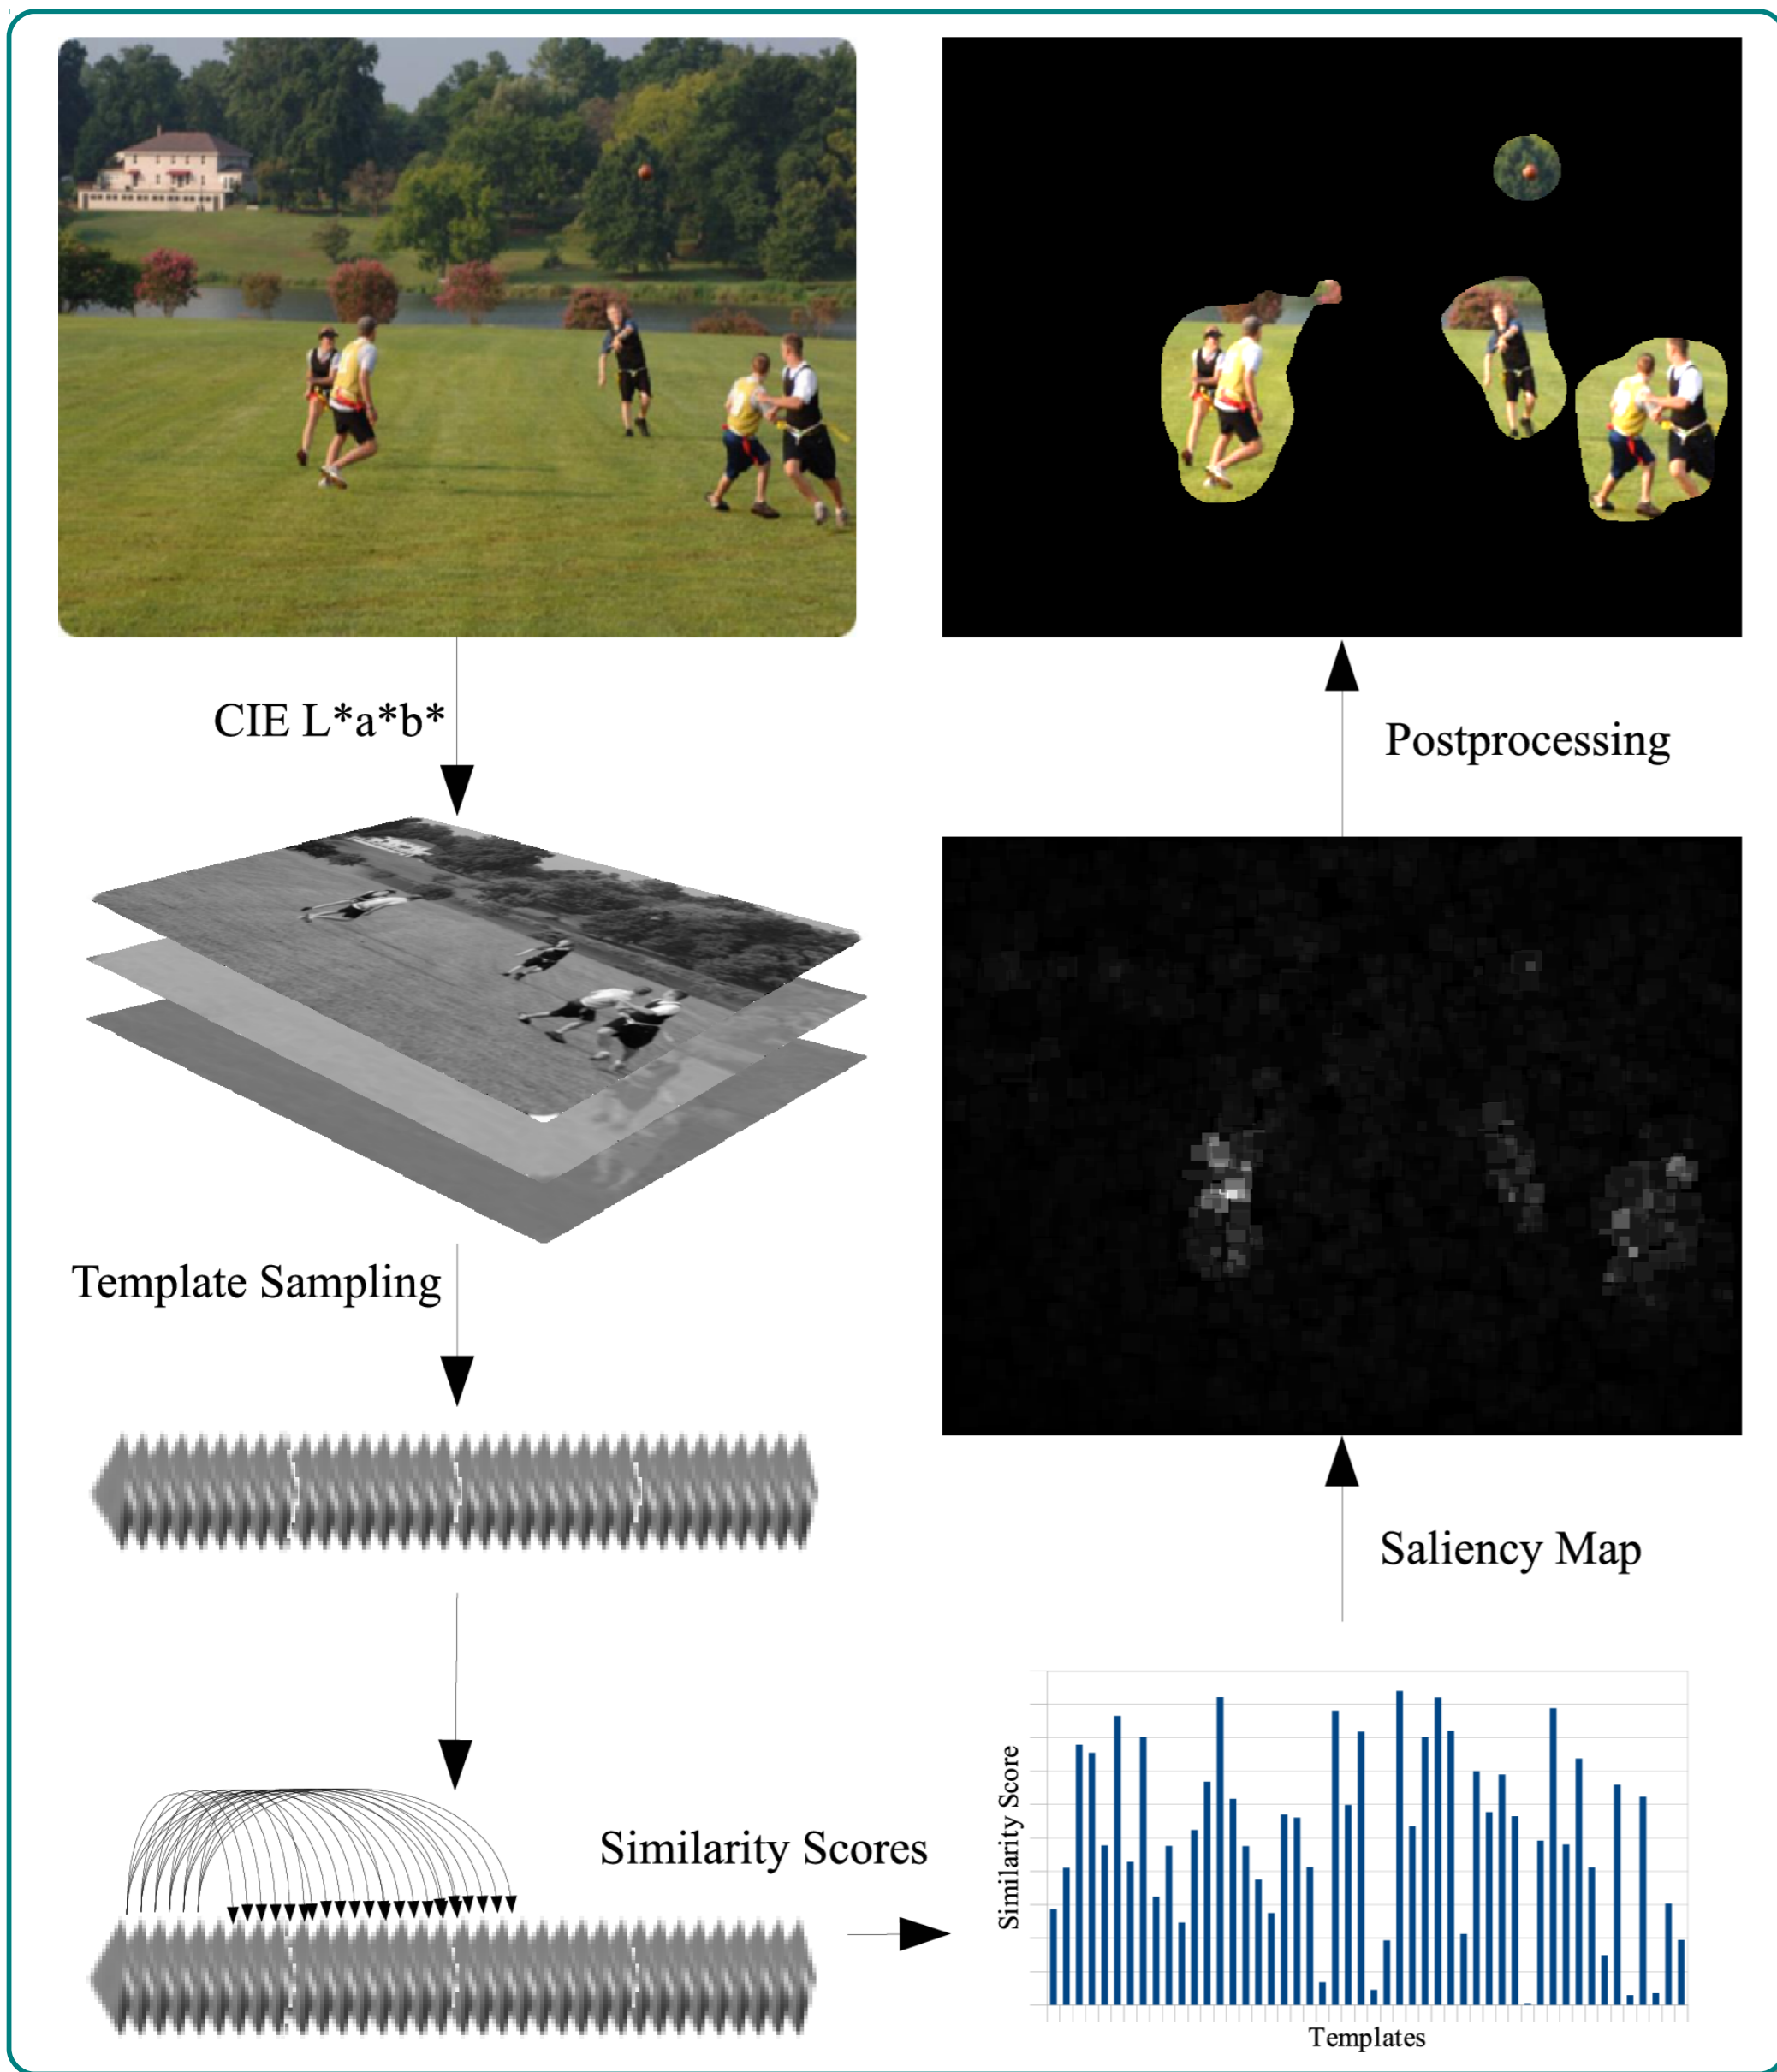 CIE L*a*b*
Postprocessing
Template Sampling
Saliency Map
Similarity Scores
Similarity Score
Templates